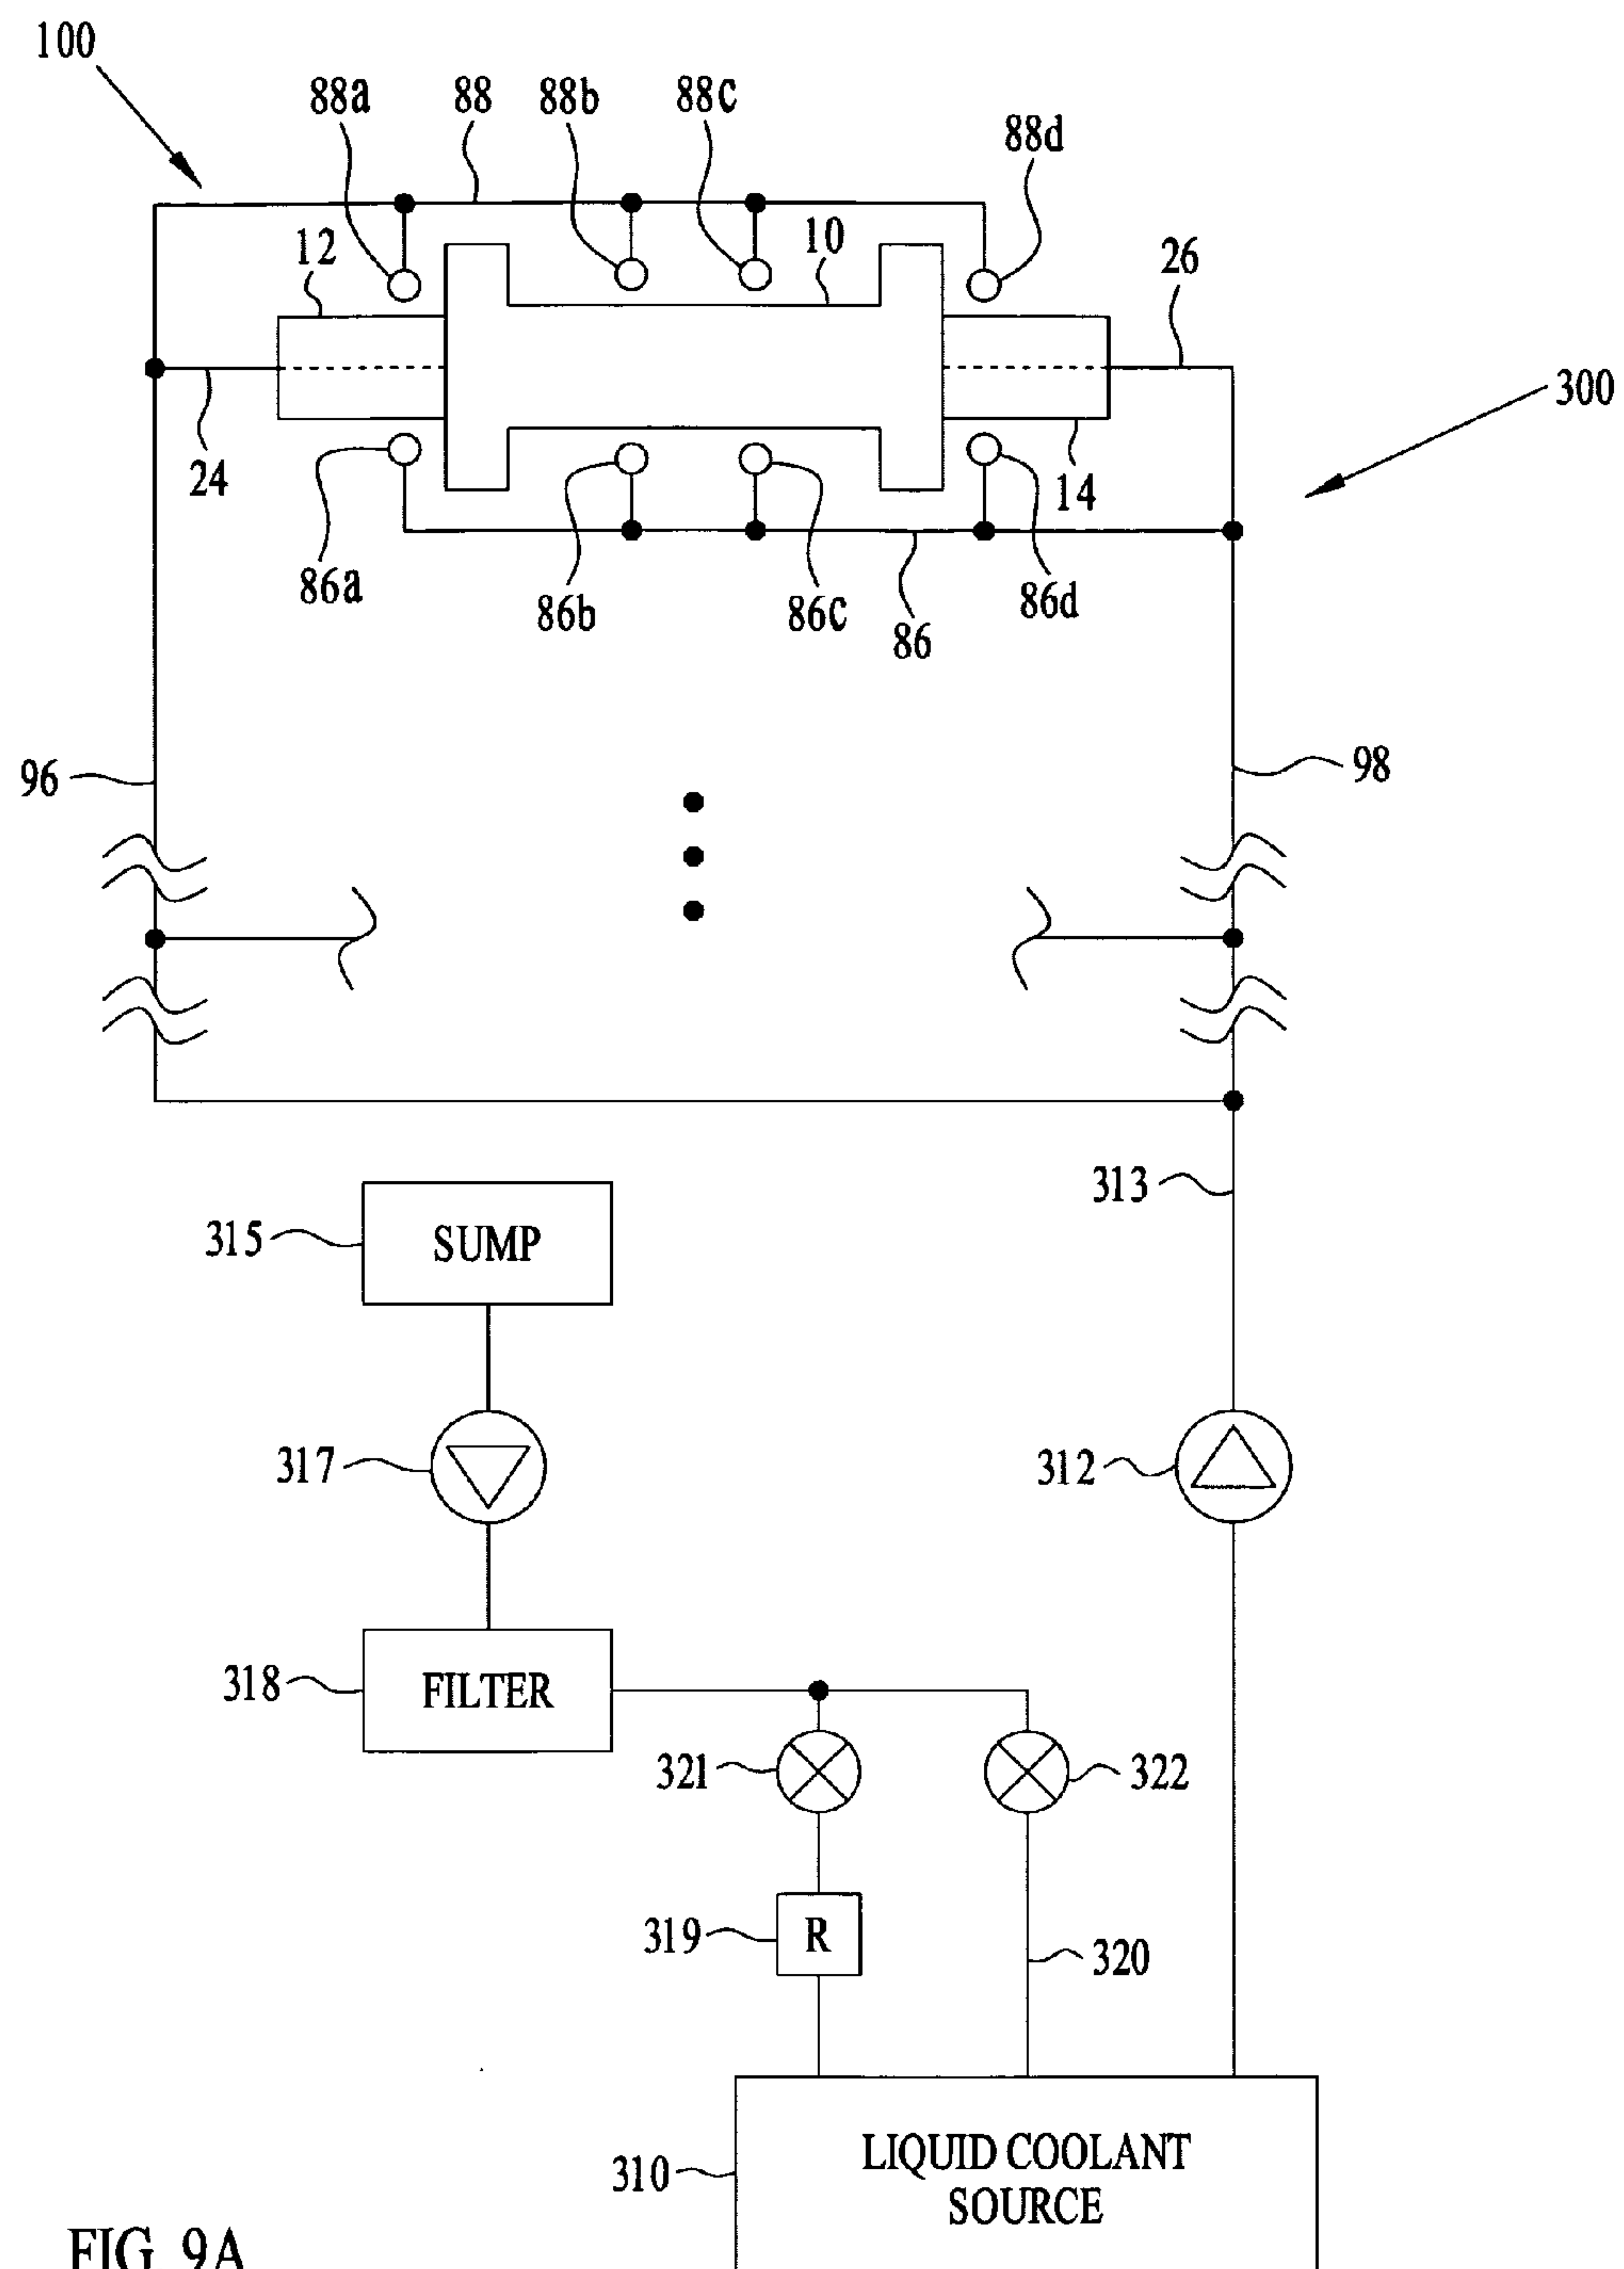 100
88a
88
88b
88c
88d
12
10
26
300
24
14
86a
86b
86c
86d
86
96
98
313
315
SUMP
317
312
318
FILTER
321
322
319
R
320
310
LIQUID COOLANT
SOURCE
FIG. 9A